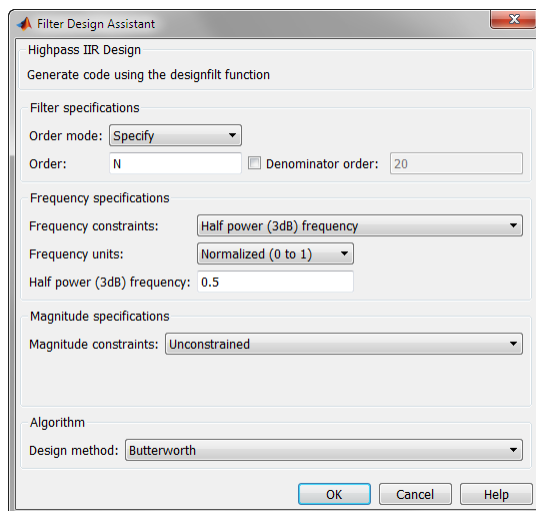 Filter Design Assistant
Highpass IIR Design
Generate code using the designfilt function
Filter specifications
Order mode: Specify
Order: N Denominator order: 20
Frequency specifications
Frequency constraints: Half power (3dB) frequency
Frequency units: Normalized (0 to 1)
Half power (3dB) frequency: 0.5
Magnitude specifications
Magnitude constraints: Unconstrained
Algorithm
Design method: Butterworth
OK Cancel Help